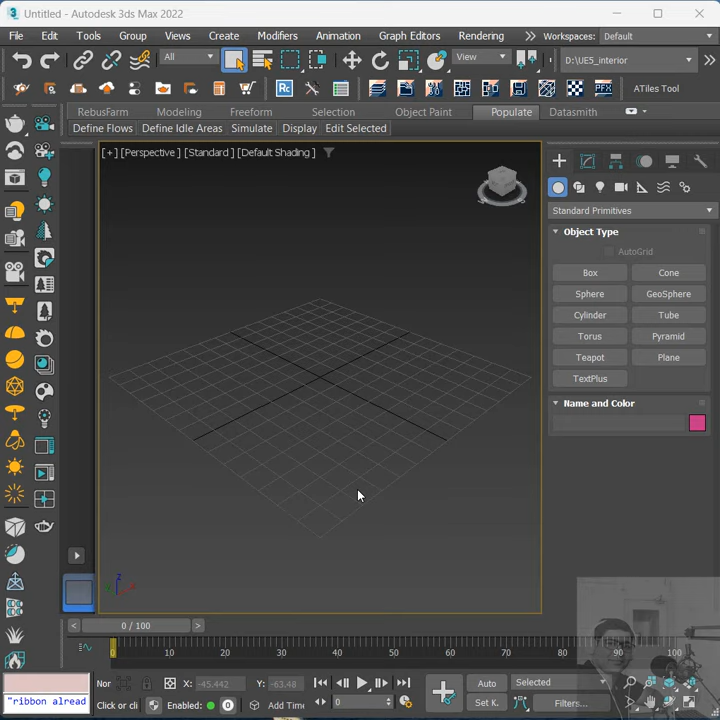 Untitled - Autodesk 3ds Max 2022
File Edit Tools Group Views Create Modifiers Animation Graph Editors Rendering Workspaces: Default
All View D:\UE5_interior
Rc PFX ATiles Tool
RebusFarm Modeling Freeform Selection Object Paint Populate Datasmith
Define Flows Define Idle Areas Simulate Display Edit Selected
[+] [Perspective] [Standard] [Default Shading]
Standard Primitives
Object Type
AutoGrid
Box Cone
Sphere GeoSphere
Cylinder Tube
Torus Pyramid
Teapot Plane
TextPlus
Name and Color
z
0 / 100
0 10 20 30 40 50 60 70 80 90 100
Nor X: -45.442 Y: -63.48 Auto Selected
"ribbon alread Click or cli Enabled: 0 Add Time 0 Set K. Filters...